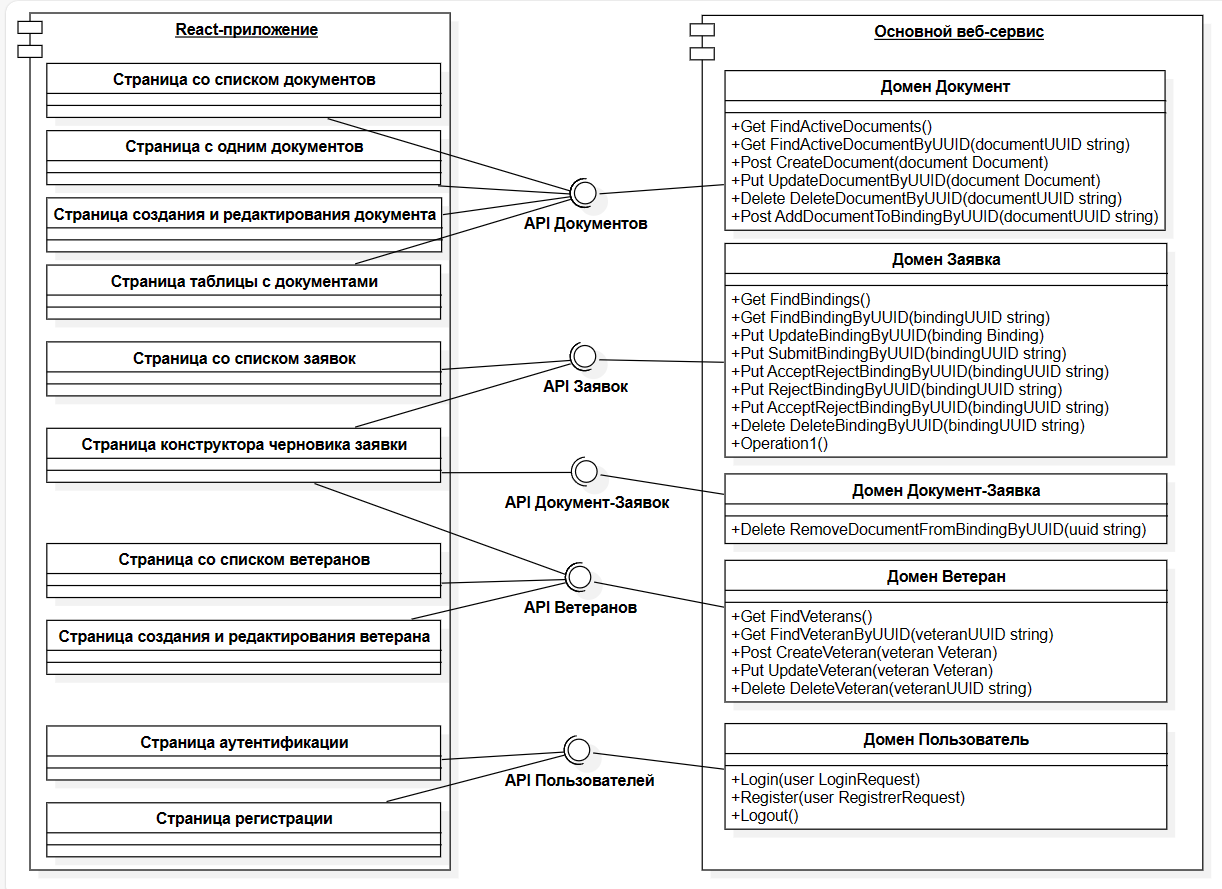 React-приложение
Страница со списком документов
Страница с одним документов
Страница создания и редактирования документа
Страница таблицы с документами
Страница со списком заявок
Страница конструктора черновика заявки
Страница со списком ветеранов
Страница создания и редактирования ветерана
Страница аутентификации
Страница регистрации
API Документов
API Заявок
API Документ-Заявок
API Ветеранов
API Пользователей
Основной веб-сервис
Домен Документ
+Get FindActiveDocuments()
+Get FindActiveDocumentByUUID(documentUUID string)
+Post CreateDocument(document Document)
+Put UpdateDocumentByUUID(document Document)
+Delete DeleteDocumentByUUID(documentUUID string)
+Post AddDocumentToBindingByUUID(documentUUID string)
Домен Заявка
+Get FindBindings()
+Get FindBindingByUUID(bindingUUID string)
+Put UpdateBindingByUUID(binding Binding)
+Put SubmitBindingByUUID(bindingUUID string)
+Put AcceptRejectBindingByUUID(bindingUUID string)
+Put RejectBindingByUUID(bindingUUID string)
+Put AcceptRejectBindingByUUID(bindingUUID string)
+Delete DeleteBindingByUUID(bindingUUID string)
+Operation1()
Домен Документ-Заявка
+Delete RemoveDocumentFromBindingByUUID(uuid string)
Домен Ветеран
+Get FindVeterans()
+Get FindVeteranByUUID(veteranUUID string)
+Post CreateVeteran(veteran Veteran)
+Put UpdateVeteran(veteran Veteran)
+Delete DeleteVeteran(veteranUUID string)
Домен Пользователь
+Login(user LoginRequest)
+Register(user RegistrerRequest)
+Logout()